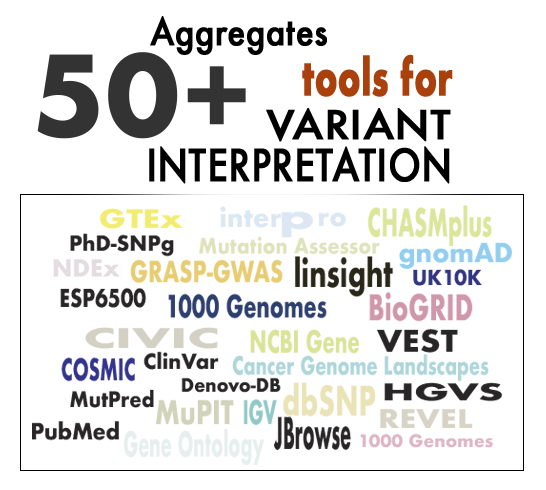 Aggregates
50+ tools for
VARIANT
INTERPRETATION
GTEx interpro CHASMplus
PhD-SNPg Mutation Assessor gnomAD
NDEx GRASP-GWAS linsight UK10K
ESP6500 1000 Genomes BioGRID
CIVIC NCBI Gene VEST
COSMIC ClinVar Cancer Genome Landscapes
MutPred Denovo-DB dbSNP HGVS
MuPIT IGV REVEL
PubMed Gene Ontology JBrowse 1000 Genomes